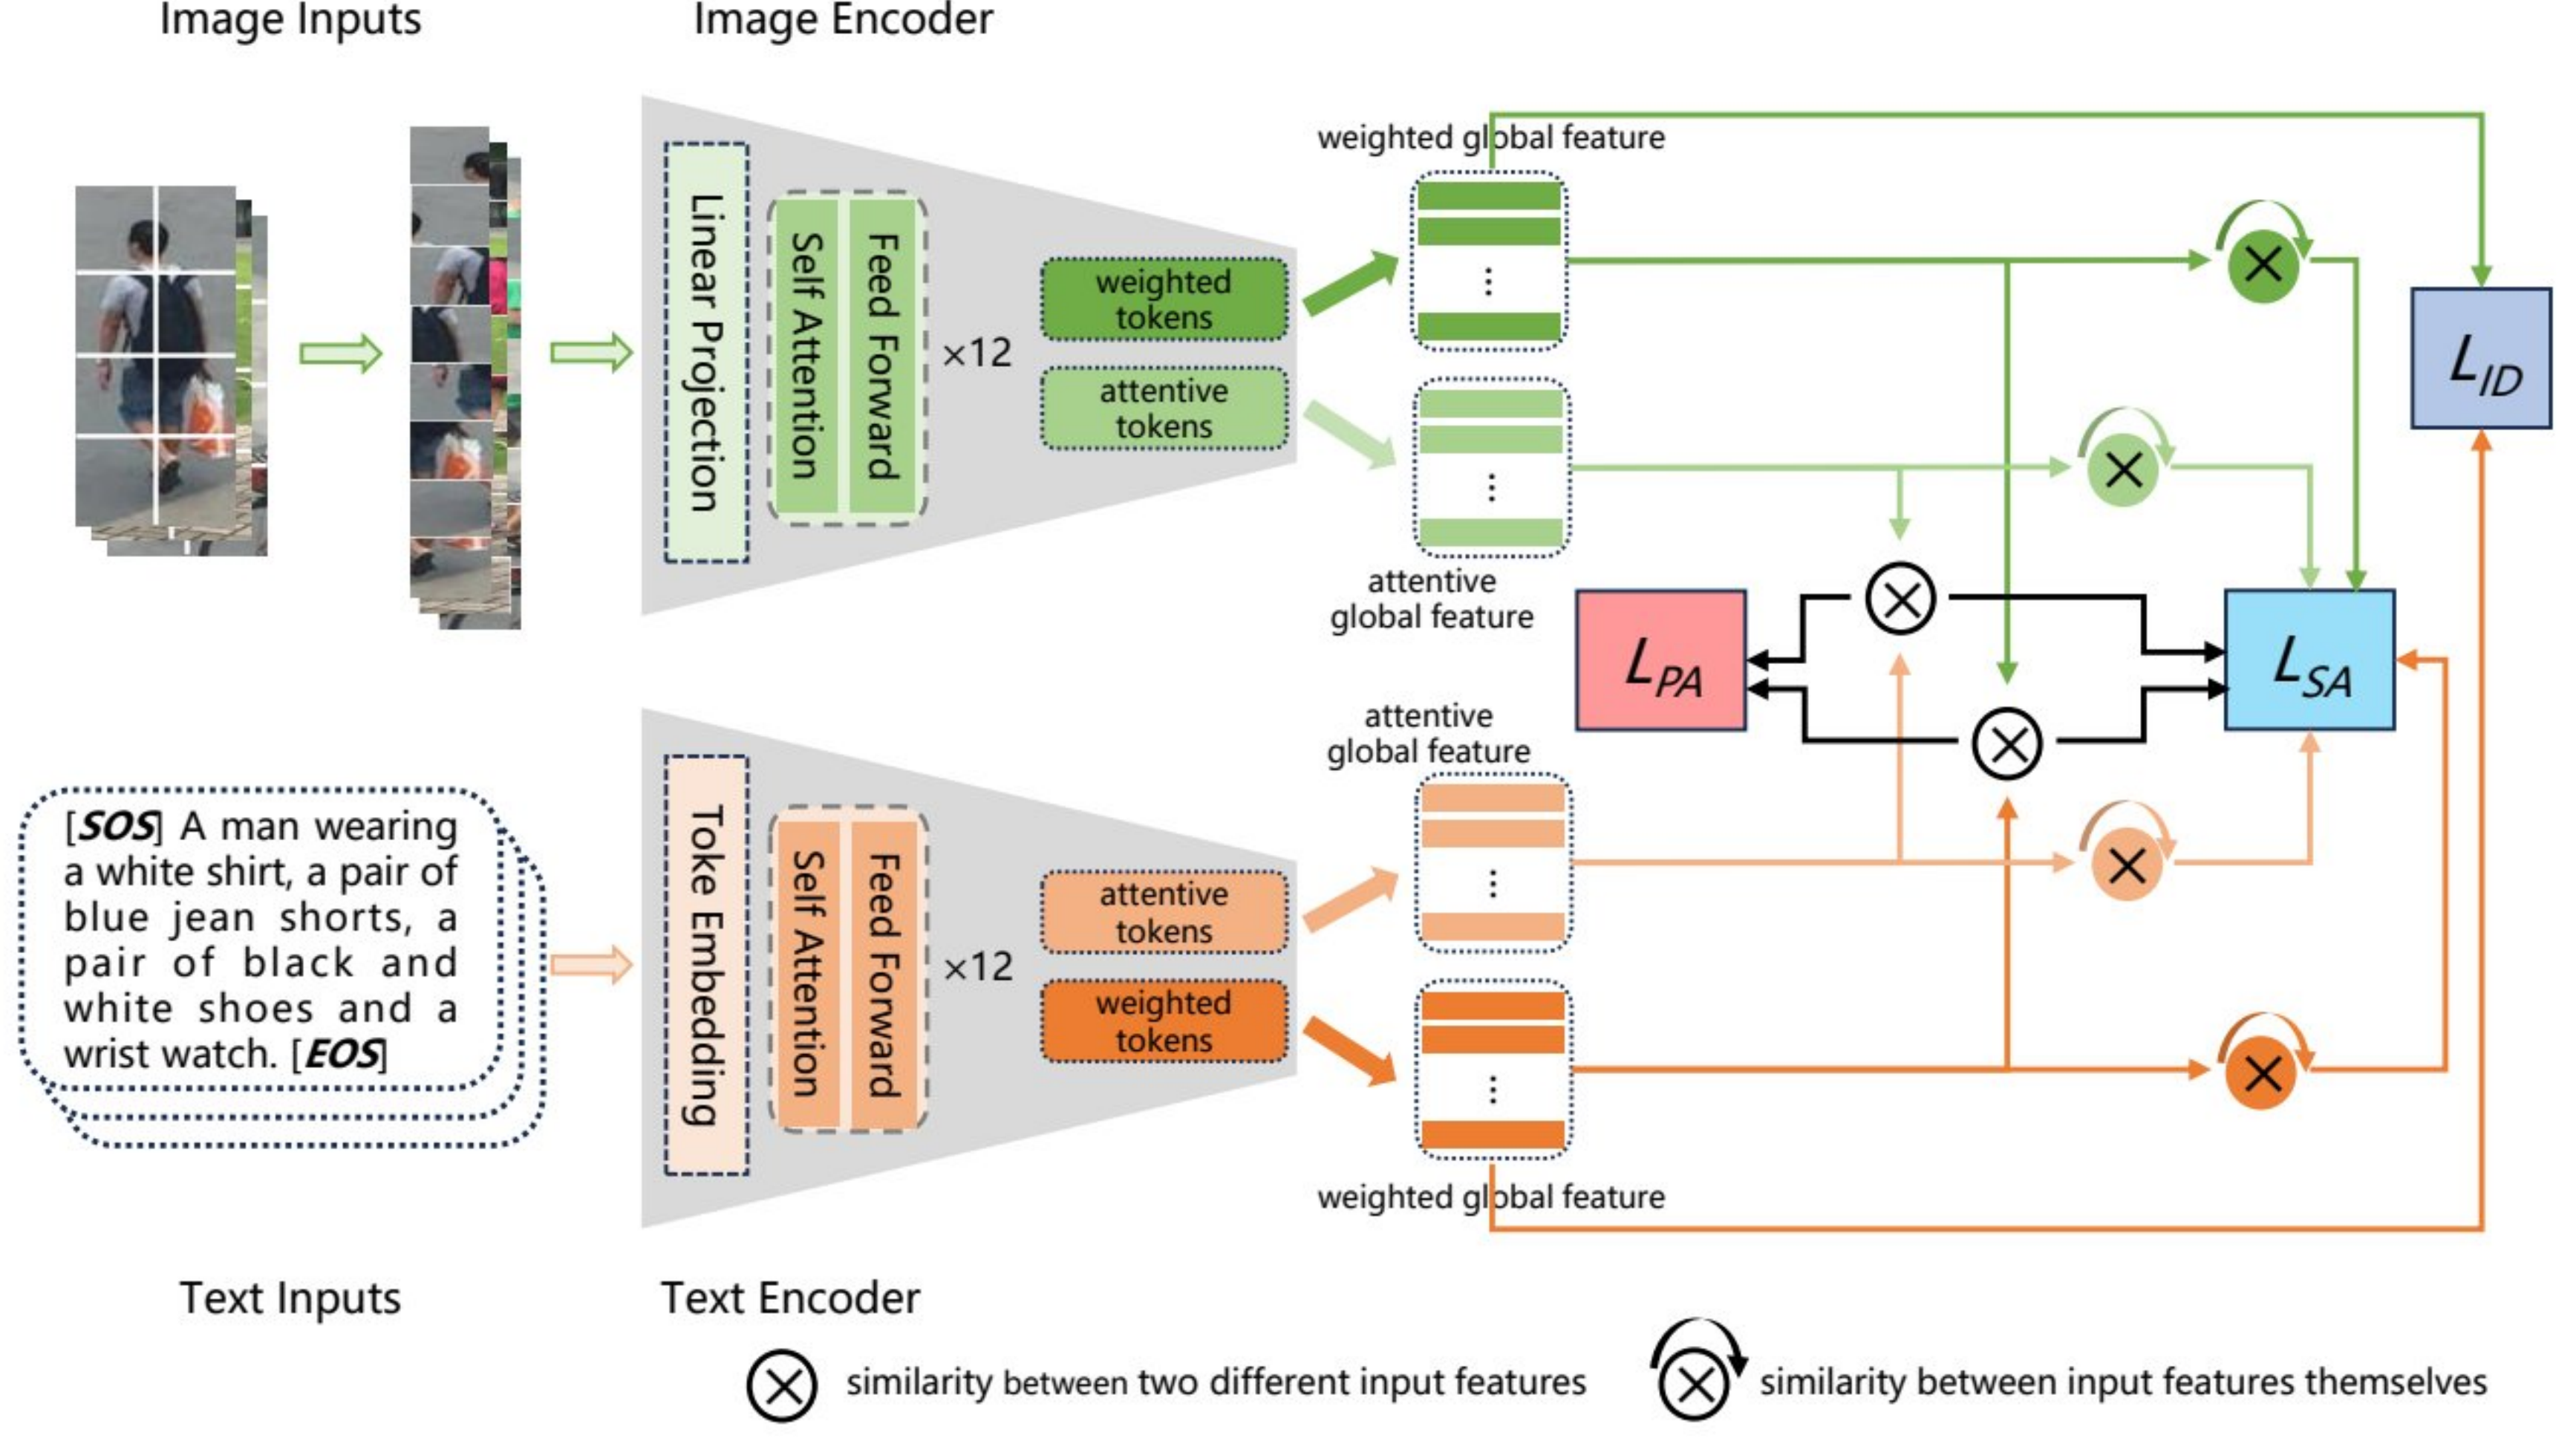 Image Inputs
Image Encoder
Linear Projection
Self Attention
Feed Forward
×12
weighted
tokens
attentive
tokens
weighted global feature
⋮
⋮
attentive
global feature
L_ID
L_PA
L_SA
[SOS] A man wearing
a white shirt, a pair of
blue jean shorts, a
pair of black and
white shoes and a
wrist watch. [EOS]
Toke Embedding
Self Attention
Feed Forward
×12
attentive
tokens
weighted
tokens
attentive
global feature
⋮
⋮
weighted global feature
Text Inputs
Text Encoder
similarity between two different input features
similarity between input features themselves